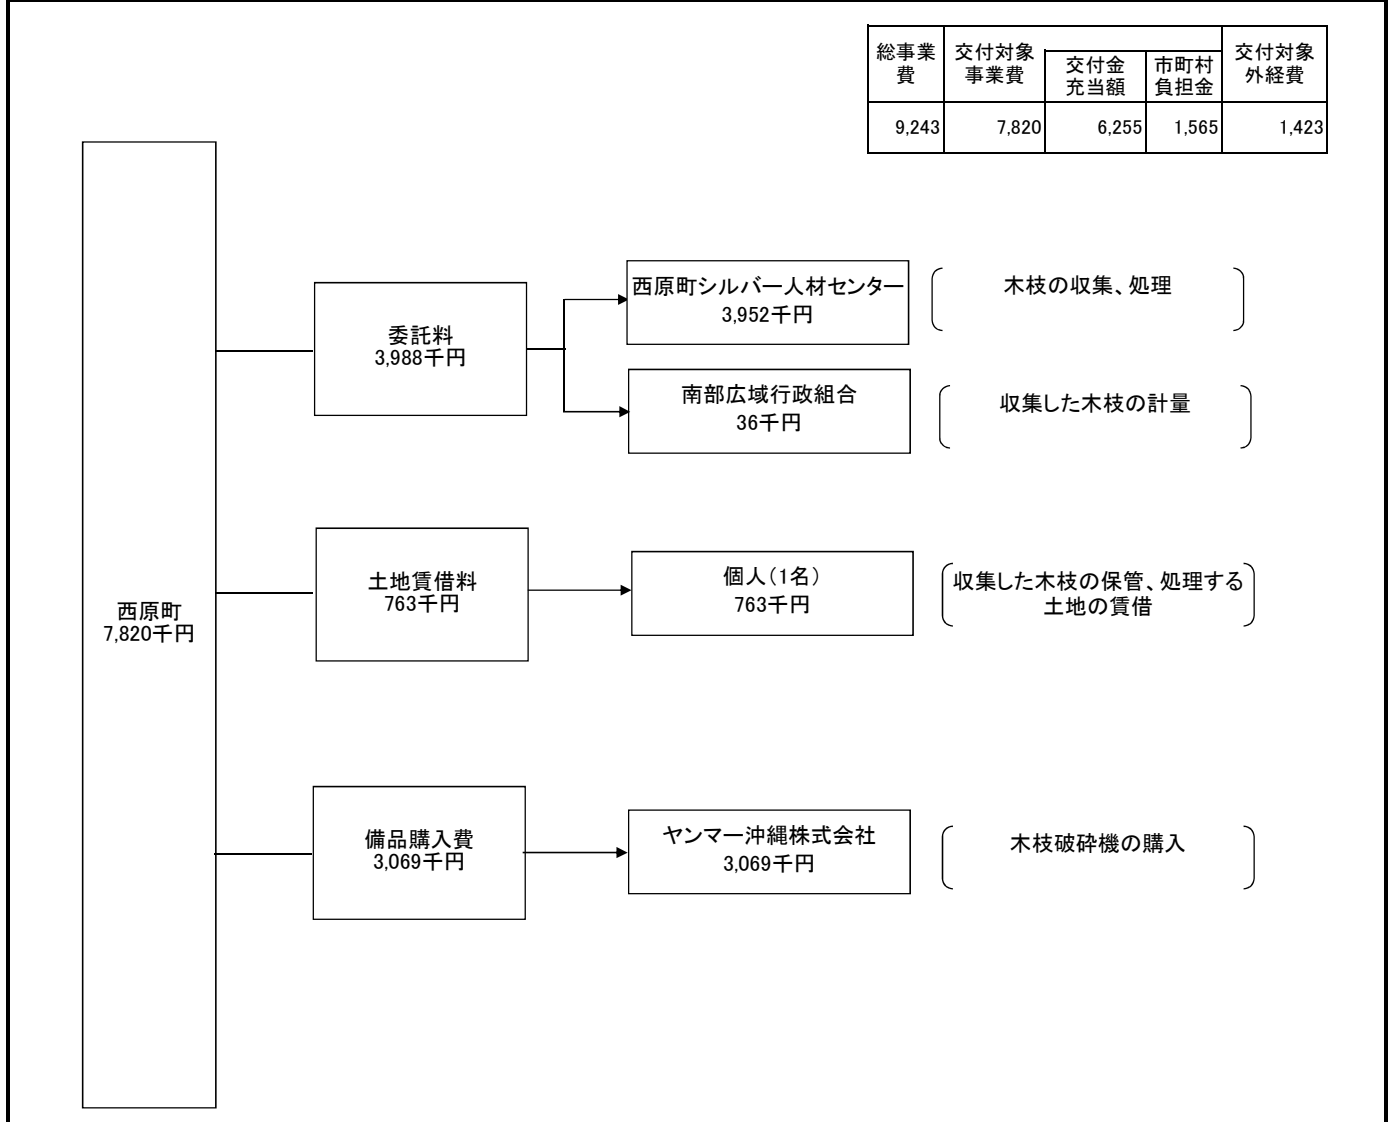 総事業
費
交付対象
事業費
交付金
充当額
市町村
負担金
交付対象
外経費
9,243
7,820
6,255
1,565
1,423
西原町
7,820千円
委託料
3,988千円
西原町シルバー人材センター
3,952千円
木枝の収集、処理
南部広域行政組合
36千円
収集した木枝の計量
土地賃借料
763千円
個人(1名)
763千円
収集した木枝の保管、処理する
土地の賃借
備品購入費
3,069千円
ヤンマー沖縄株式会社
3,069千円
木枝破砕機の購入